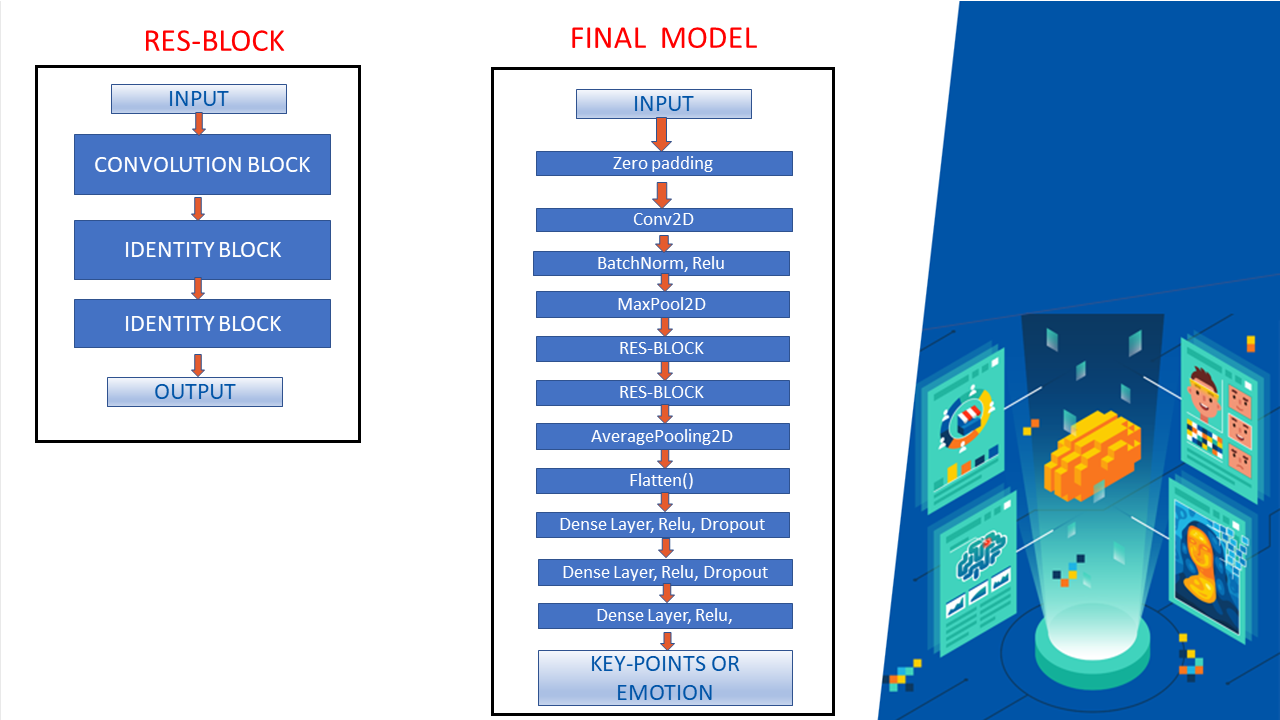 RES-BLOCK
INPUT
CONVOLUTION BLOCK
IDENTITY BLOCK
IDENTITY BLOCK
OUTPUT
FINAL MODEL
INPUT
Zero padding
Conv2D
BatchNorm, Relu
MaxPool2D
RES-BLOCK
RES-BLOCK
AveragePooling2D
Flatten()
Dense Layer, Relu, Dropout
Dense Layer, Relu, Dropout
Dense Layer, Relu,
KEY-POINTS OR
EMOTION